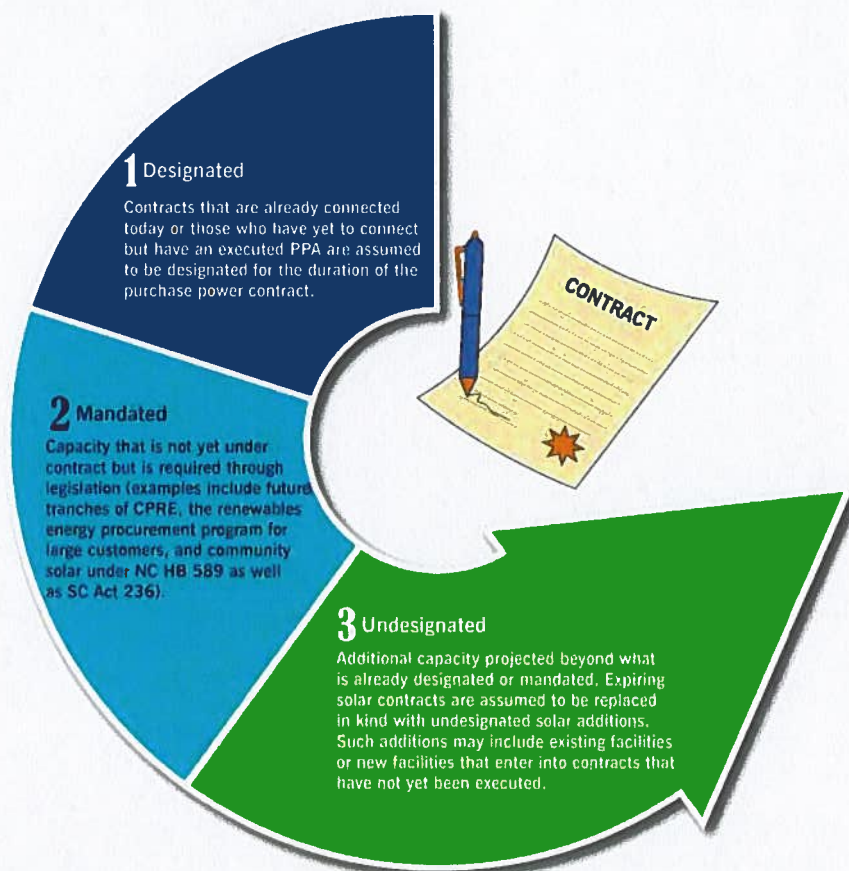 1 Designated
Contracts that are already connected
today or those who have yet to connect
but have an executed PPA are assumed
to be designated for the duration of the
purchase power contract.
CONTRACT
2 Mandated
Capacity that is not yet under
contract but is required through
legislation (examples include future
tranches of CPRE, the renewables
energy procurement program for
large customers, and community
solar under NC HB 589 as well
as SC Act 236).
3 Undesignated
Additional capacity projected beyond what
is already designated or mandated. Expiring
solar contracts are assumed to be replaced
in kind with undesignated solar additions.
Such additions may include existing facilities
or new facilities that enter into contracts that
have not yet been executed.